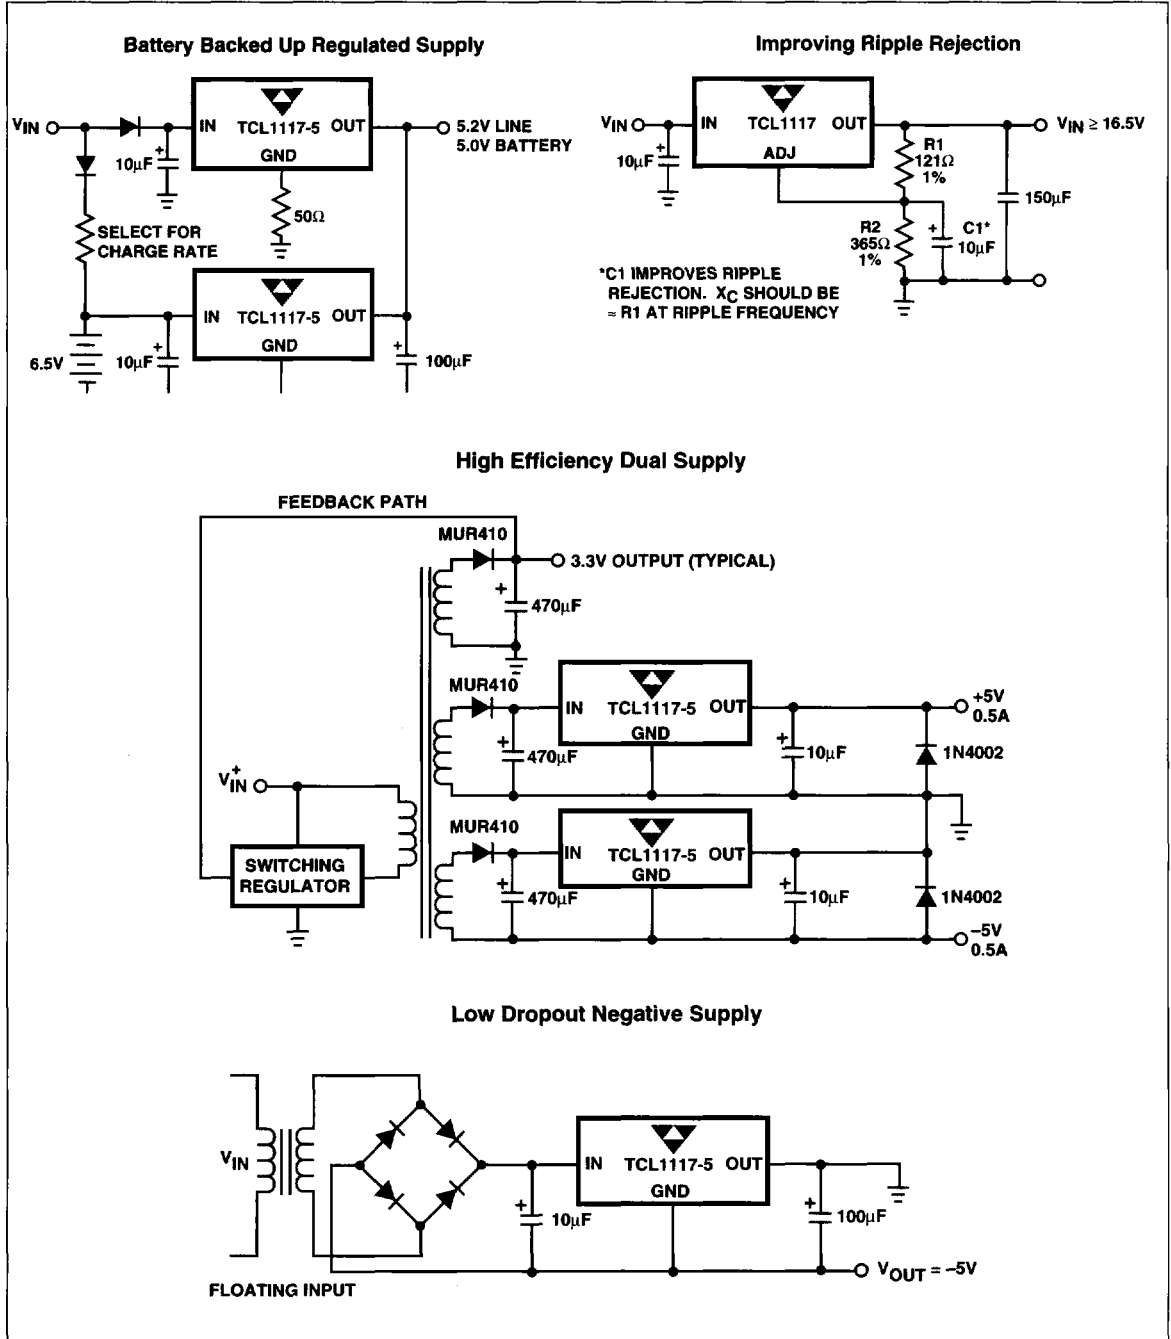 Battery Backed Up Regulated Supply
VIN
IN
TCL1117-5
OUT
GND
5.2V LINE
5.0V BATTERY
10µF
+
50Ω
SELECT FOR
CHARGE RATE
IN
TCL1117-5
OUT
GND
6.5V
10µF
+
+
100µF
Improving Ripple Rejection
VIN
IN
TCL1117
OUT
ADJ
VIN ≥ 16.5V
+
10µF
R1
121Ω
1%
150µF
R2
365Ω
1%
+
C1*
10µF
*C1 IMPROVES RIPPLE
REJECTION. XC SHOULD BE
≈ R1 AT RIPPLE FREQUENCY
High Efficiency Dual Supply
FEEDBACK PATH
MUR410
3.3V OUTPUT (TYPICAL)
+
470µF
MUR410
IN
TCL1117-5
OUT
GND
+5V
0.5A
+
470µF
+
10µF
1N4002
V+IN
SWITCHING
REGULATOR
MUR410
IN
TCL1117-5
OUT
GND
+
470µF
+
10µF
1N4002
–5V
0.5A
Low Dropout Negative Supply
VIN
IN
TCL1117-5
OUT
GND
+
10µF
+
100µF
FLOATING INPUT
VOUT = –5V